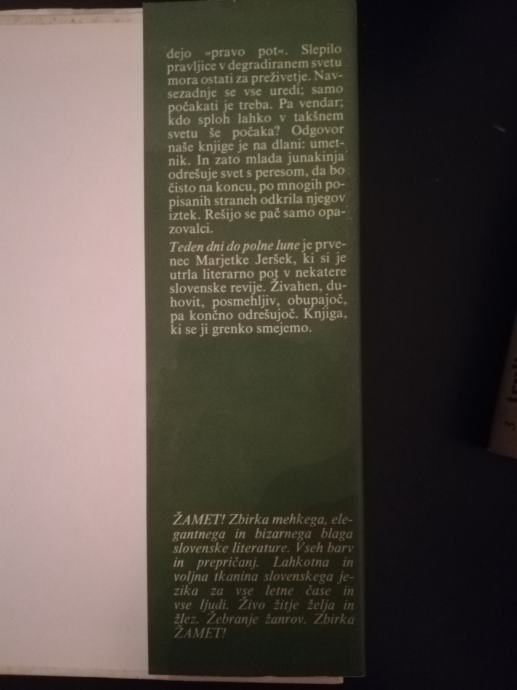 dejo »pravo pot«. Slepilo
pravljice v degradiranem svetu
mora ostati za preživetje. Nav-
sezadnje se vse uredi; samo
počakati je treba. Pa vendar;
kdo sploh lahko v takšnem
svetu še počaka? Odgovor
naše knjige je na dlani: umet-
nik. In zato mlada junakinja
odrešuje svet s peresom, da bo
čisto na koncu, po mnogih po-
pisanih straneh odkrila njegov
iztek. Rešijo se pač samo opa-
zovalci.
Teden dni do polne lune je prve-
nec Marjetke Jeršek, ki si je
utrla literarno pot v nekatere
slovenske revije. Živahen, du-
hovit, posmehljiv, obupajoč,
pa končno odrešujoč. Knjiga,
ki se ji grenko smejemo.
ŽAMET! Zbirka mehkega, ele-
gantnega in bizarnega blaga
slovenske literature. Vseh barv
in prepričanj. Lahkotna in
voljna tkanina slovenskega je-
zika za vse letne čase in
vse ljudi. Živo žitje želja in
žlez. Žebranje žanrov. Zbirka
ŽAMET!